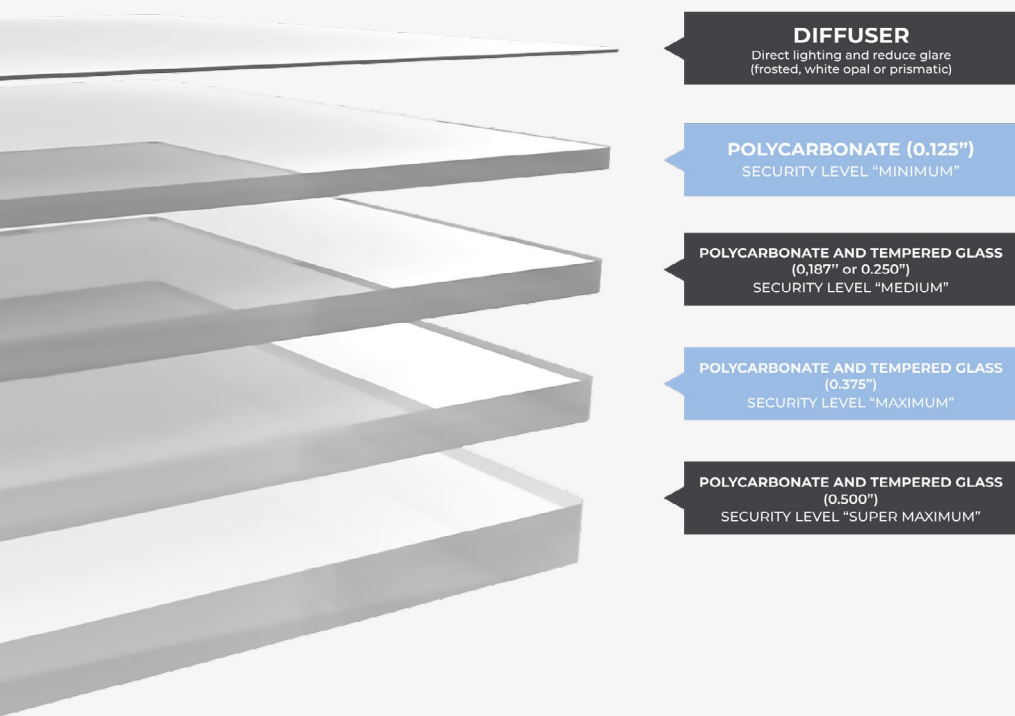 DIFFUSER
Direct lighting and reduce glare
(frosted, white opal or prismatic)
POLYCARBONATE (0.125”)
SECURITY LEVEL “MINIMUM”
POLYCARBONATE AND TEMPERED GLASS
(0,187’’ or 0.250”)
SECURITY LEVEL “MEDIUM”
POLYCARBONATE AND TEMPERED GLASS
(0.375”)
SECURITY LEVEL “MAXIMUM”
POLYCARBONATE AND TEMPERED GLASS
(0.500”)
SECURITY LEVEL “SUPER MAXIMUM”